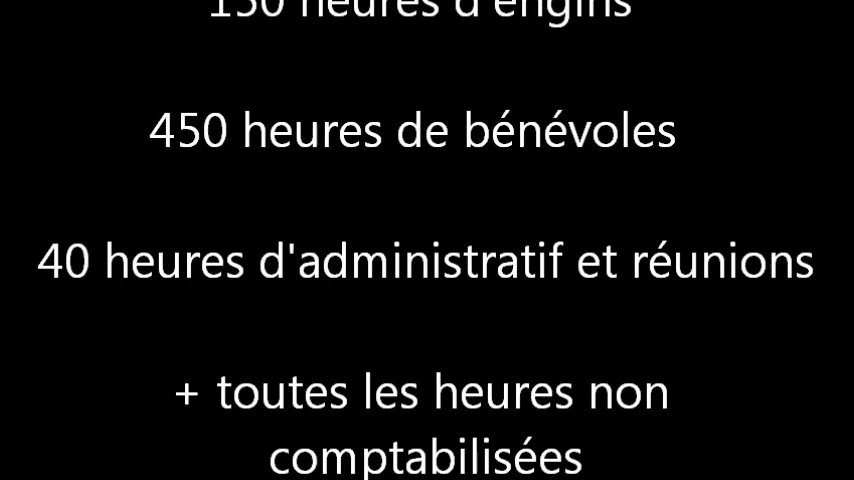 heures d'engins
450 heures de bénévoles
40 heures d'administratif et réunions
+ toutes les heures non
comptabilisées